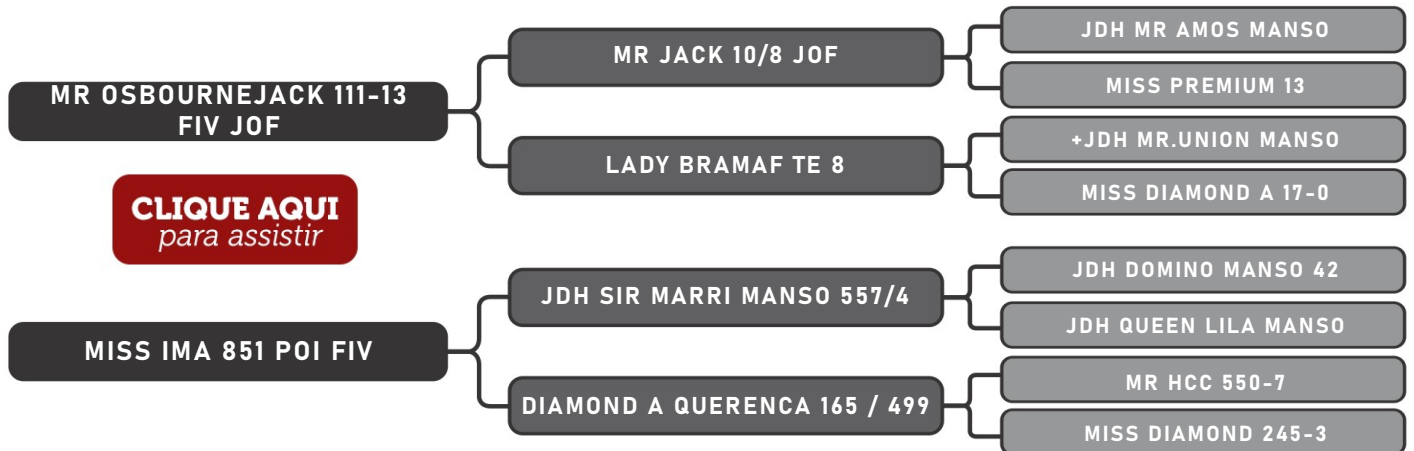 MR OSBOURNEJACK 111-13
FIV JOF
MR JACK 10/8 JOF
JDH MR AMOS MANSO
MISS PREMIUM 13
LADY BRAMAF TE 8
+JDH MR.UNION MANSO
MISS DIAMOND A 17-0
CLIQUE AQUI
para assistir
MISS IMA 851 POI FIV
JDH SIR MARRI MANSO 557/4
JDH DOMINO MANSO 42
JDH QUEEN LILA MANSO
DIAMOND A QUERENCA 165 / 499
MR HCC 550-7
MISS DIAMOND 245-3